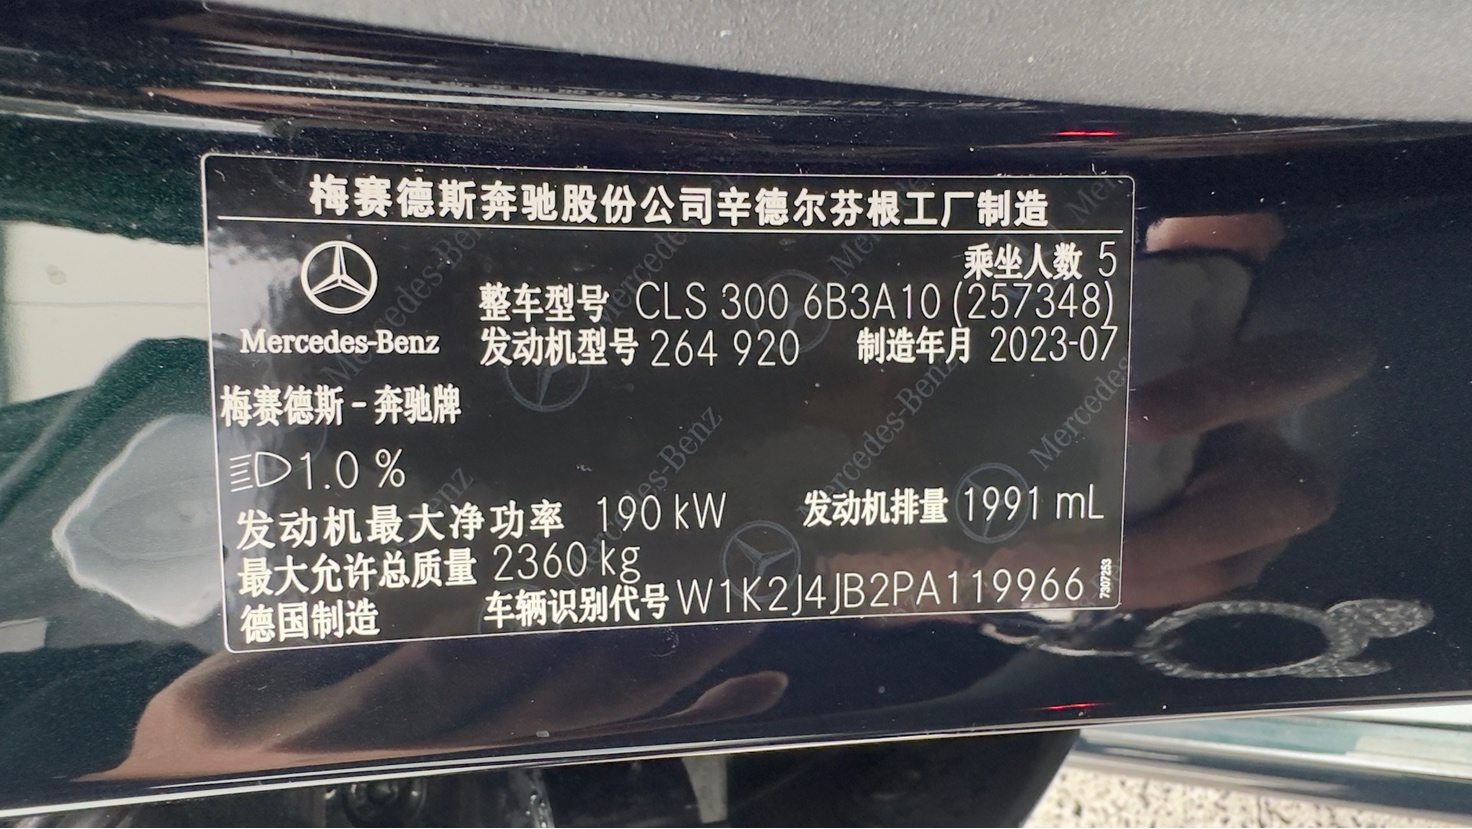 梅赛德斯奔驰股份公司辛德尔芬根工厂制造
乘坐人数 5
整车型号 CLS 300 6B3A10 (257348)
发动机型号 264 920 制造年月 2023-07
Mercedes-Benz
梅赛德斯-奔驰牌
1.0 %
发动机最大净功率 190 kW 发动机排量 1991 mL
最大允许总质量 2360 kg
德国制造 车辆识别代号 W1K2J4JB2PA119966
7307253